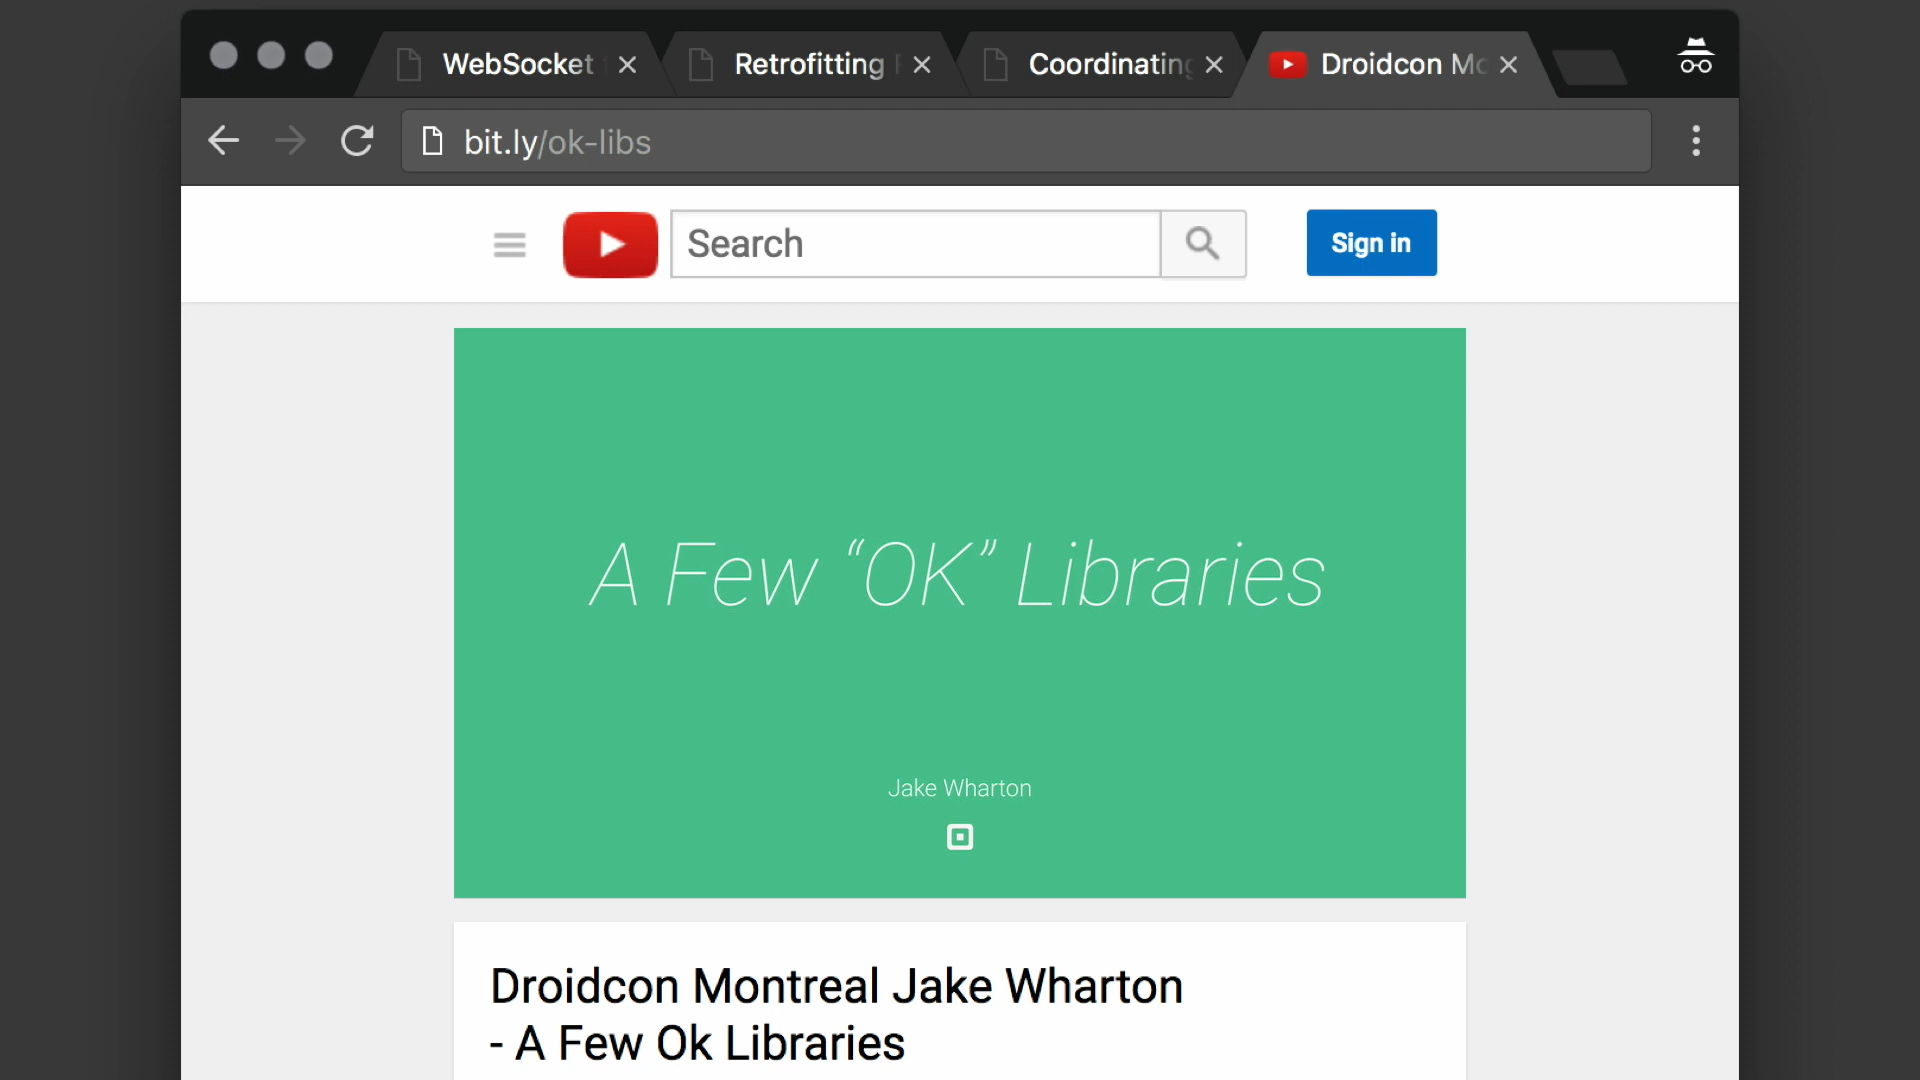 WebSocket
Retrofitting
Coordinating
Droidcon Mo
bit.ly/ok-libs
Search
Sign in
A Few “OK” Libraries
Jake Wharton
Droidcon Montreal Jake Wharton
- A Few Ok Libraries